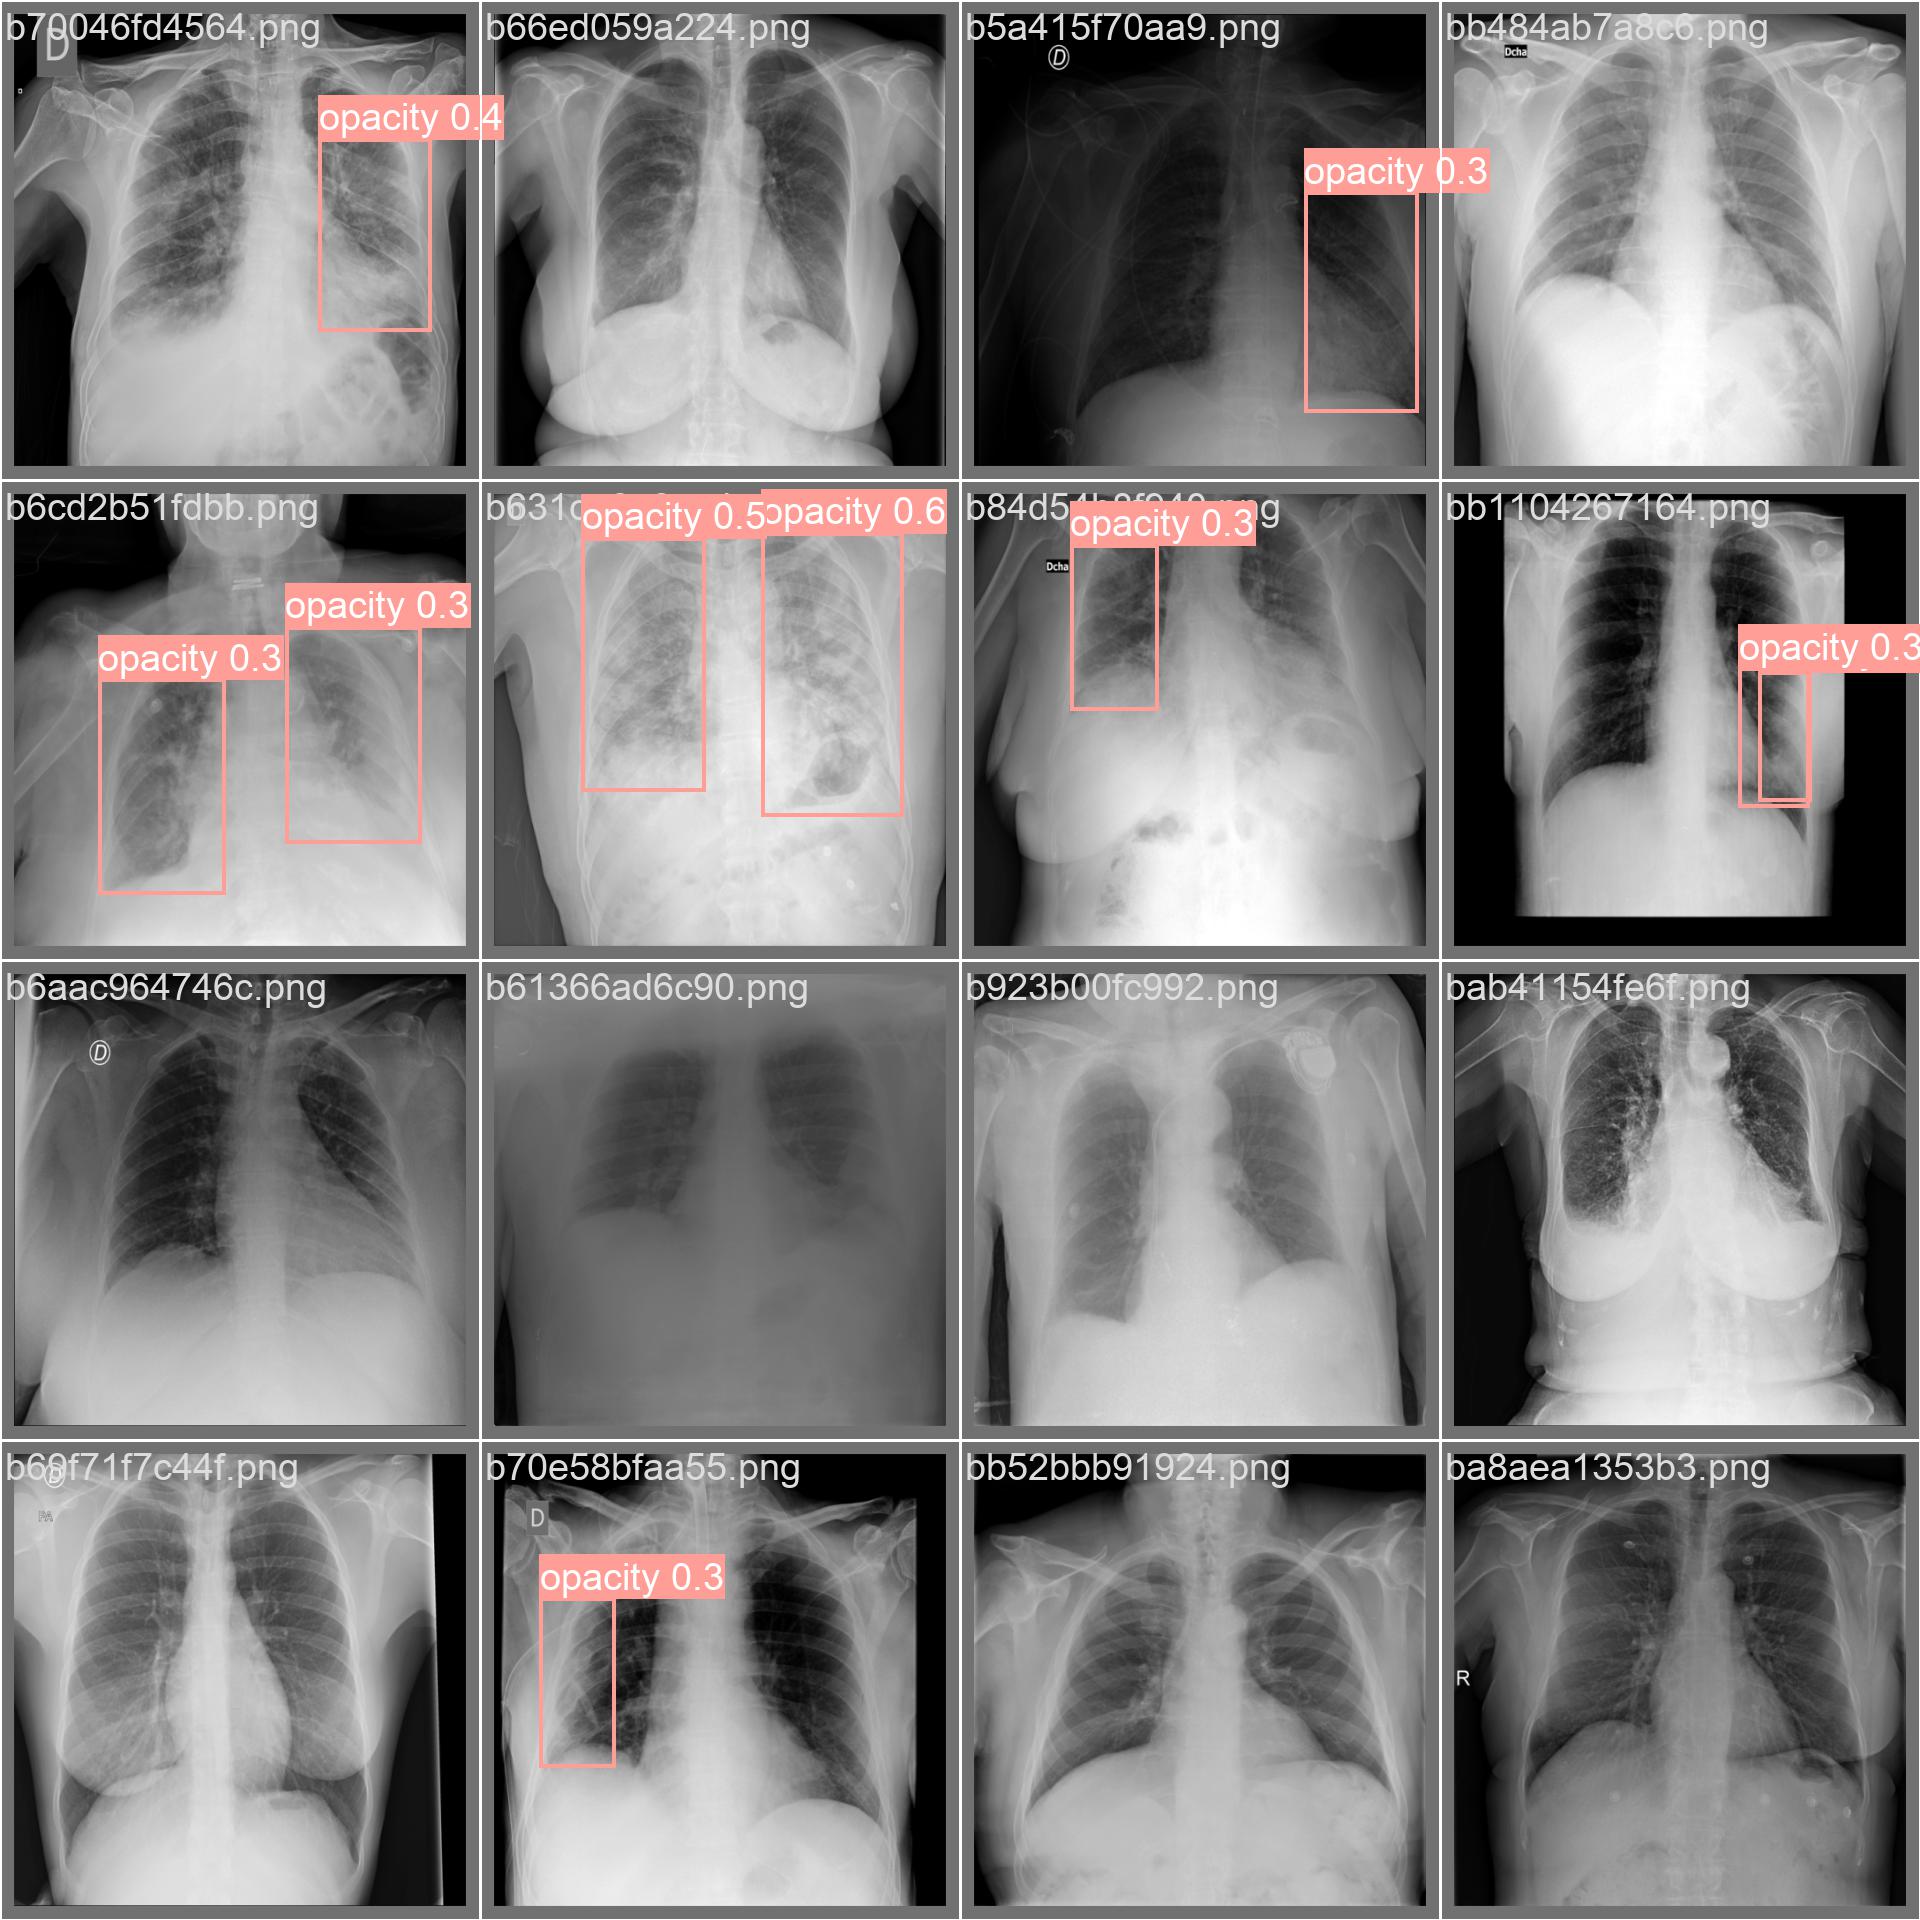 b70046fd4564.png
D
opacity 0.4
b66ed059a224.png
b5a415f70aa9.png
D
opacity 0.3
bb484ab7a8c6.png
Dcha
b6cd2b51fdbb.png
opacity 0.3
opacity 0.3
opacity 0.5
opacity 0.6
opacity 0.3
Dcha
bb1104267164.png
opacity 0.3
b6aac964746c.png
D
b61366ad6c90.png
b923b00fc992.png
bab41154fe6f.png
b69f71f7c44f.png
D
PA
b70e58bfaa55.png
D
opacity 0.3
bb52bbb91924.png
ba8aea1353b3.png
R